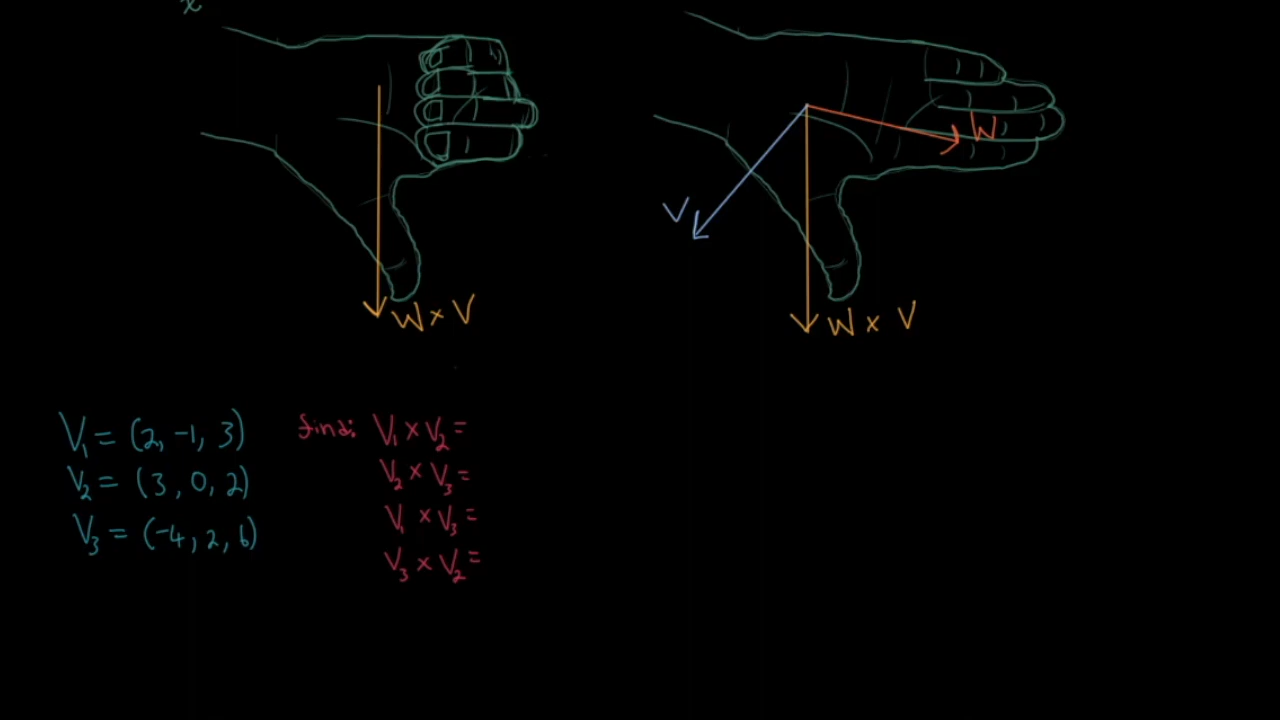 x
W
V
W × V
W × V
V₁ = (2, -1, 3)
V₂ = (3, 0, 2)
V₃ = (-4, 2, 6)
find: V₁ × V₂ =
V₂ × V₃ =
V₁ × V₃ =
V₃ × V₂ =